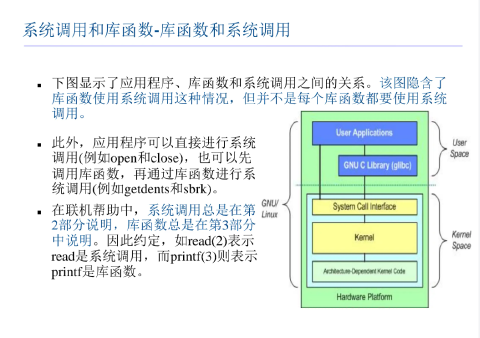 系统调用和库函数-库函数和系统调用
下图显示了应用程序、库函数和系统调用之间的关系。该图隐含了
库函数使用系统调用这种情况，但并不是每个库函数都要使用系统
调用。
此外，应用程序可以直接进行系统
调用(例如open和close)，也可以先
调用库函数，再通过库函数进行系
统调用(例如getdents和sbrk)。
在联机帮助中，系统调用总是在第
2部分说明，库函数总是在第3部分
中说明。因此约定，如read(2)表示
read是系统调用，而printf(3)则表示
printf是库函数。
User Applications
GNU C Library (glibc)
User
Space
GNU/
Linux
System Call Interface
Kernel
Kernel
Space
Architecture-Dependent Kernel Code
Hardware Platform